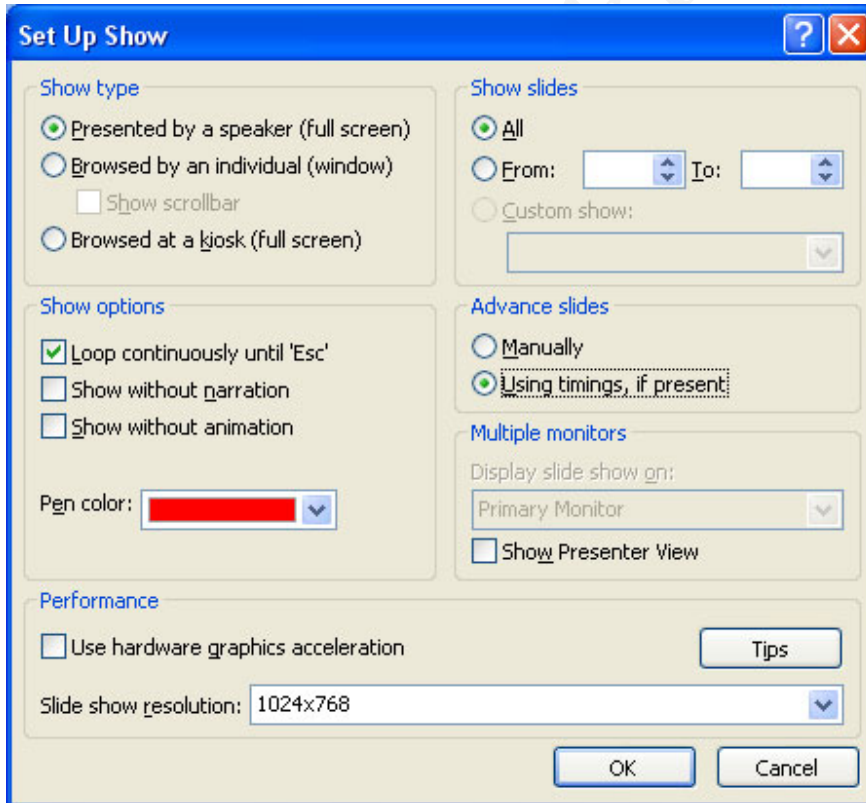 Set Up Show
Show type
Presented by a speaker (full screen)
Browsed by an individual (window)
Show scrollbar
Browsed at a kiosk (full screen)
Show slides
All
From: To:
Custom show:
Show options
Loop continuously until 'Esc'
Show without narration
Show without animation
Pen color:
Advance slides
Manually
Using timings, if present
Multiple monitors
Display slide show on:
Primary Monitor
Show Presenter View
Performance
Use hardware graphics acceleration
Tips
Slide show resolution: 1024x768
OK Cancel